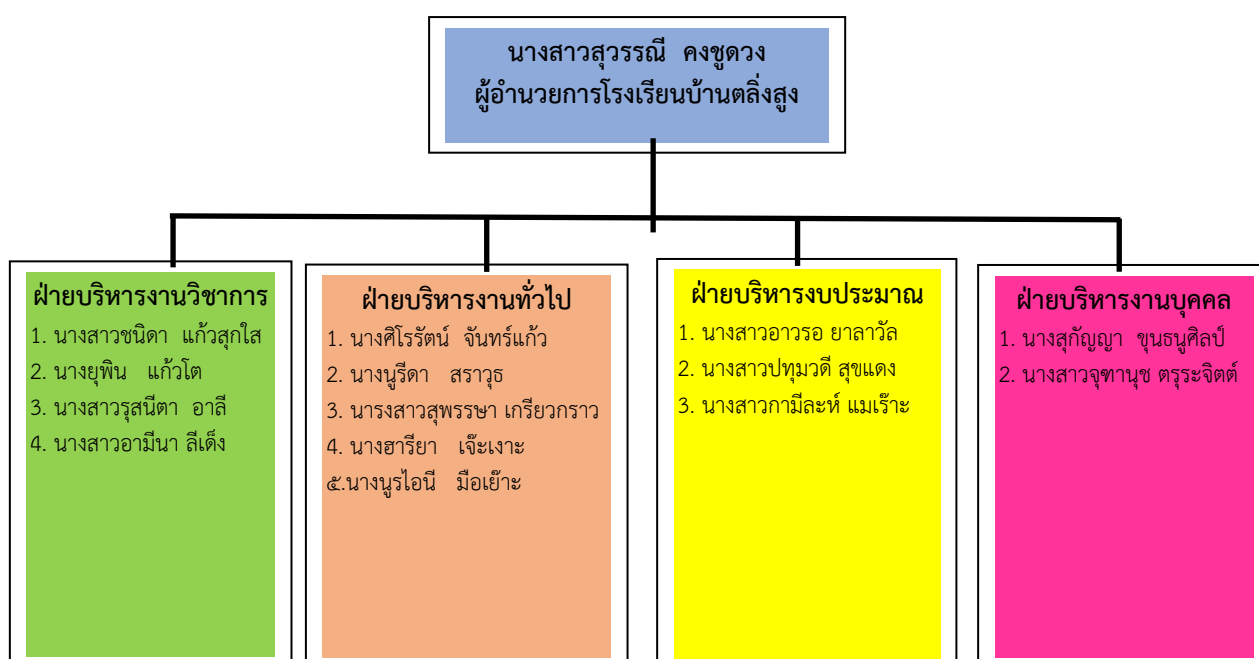 นางสาวสุวรรณี คงชูดวง
ผู้อำนวยการโรงเรียนบ้านตลิ่งสูง
ฝ่ายบริหารงานวิชาการ
1. นางสาวชนิดา แก้วสุกใส
2. นางยุพิน แก้วโต
3. นางสาวรุสนีตา อาลี
4. นางสาวอามีนา ลีเด็ง
ฝ่ายบริหารงานทั่วไป
1. นางศิโรรัตน์ จันทร์แก้ว
2. นางนูรีดา สราวุธ
3. นารงสาวสุพรรษา เกรียวกราว
4. นางฮารียา เจ๊ะเงาะ
๕.นางนูรไอนี มือเย๊าะ
ฝ่ายบริหารงบประมาณ
1. นางสาวอาวรอ ยาลาวัล
2. นางสาวปทุมวดี สุขแดง
3. นางสาวกามีละห์ แมเร๊าะ
ฝ่ายบริหารงานบุคคล
1. นางสุกัญญา ขุนธนูศิลป์
2. นางสาวจุฑานุช ตรุระจิตต์